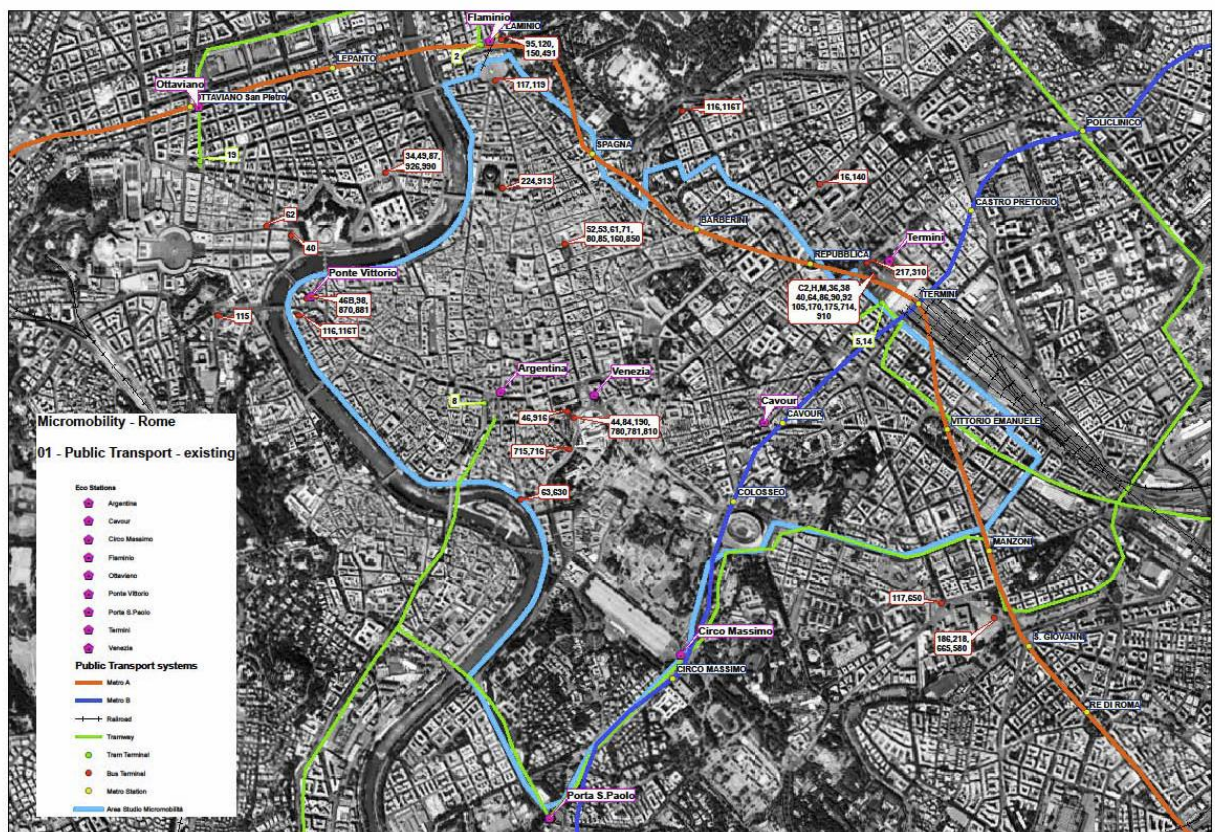 Flaminio
FLAMINIO
95,120,
150,491
2
LEPANTO
Ottaviano
OTTAVIANO San Pietro
117,119
116,116T
POLICLINICO
19
34,49,87,
926,990
SPAGNA
224,913
16,140
CASTRO PRETORIO
62
BARBERINI
40
52,53,61,71,
80,85,160,850
Termini
REPUBBLICA
217,310
Ponte Vittorio
46B,98,
870,881
C2,H,M,36,38
40,64,86,90,92
105,170,175,714,
910
TERMINI
115
116,116T
5,14
Argentina
Venezia
8
46,916
44,84,190,
780,781,810
Cavour
CAVOUR
VITTORIO EMANUELE
715,716
63,630
COLOSSEO
MANZONI
117,650
186,218,
665,580
S. GIOVANNI
Circo Massimo
CIRCO MASSIMO
RE DI ROMA
Porta S.Paolo
Micromobility - Rome
01 - Public Transport - existing
Eco Stations
Argentina
Cavour
Circo Massimo
Flaminio
Ottaviano
Ponte Vittorio
Porta S.Paolo
Termini
Venezia
Public Transport systems
Metro A
Metro B
Railroad
Tramway
Tram Terminal
Bus Terminal
Metro Station
Area Studio Micromobilità